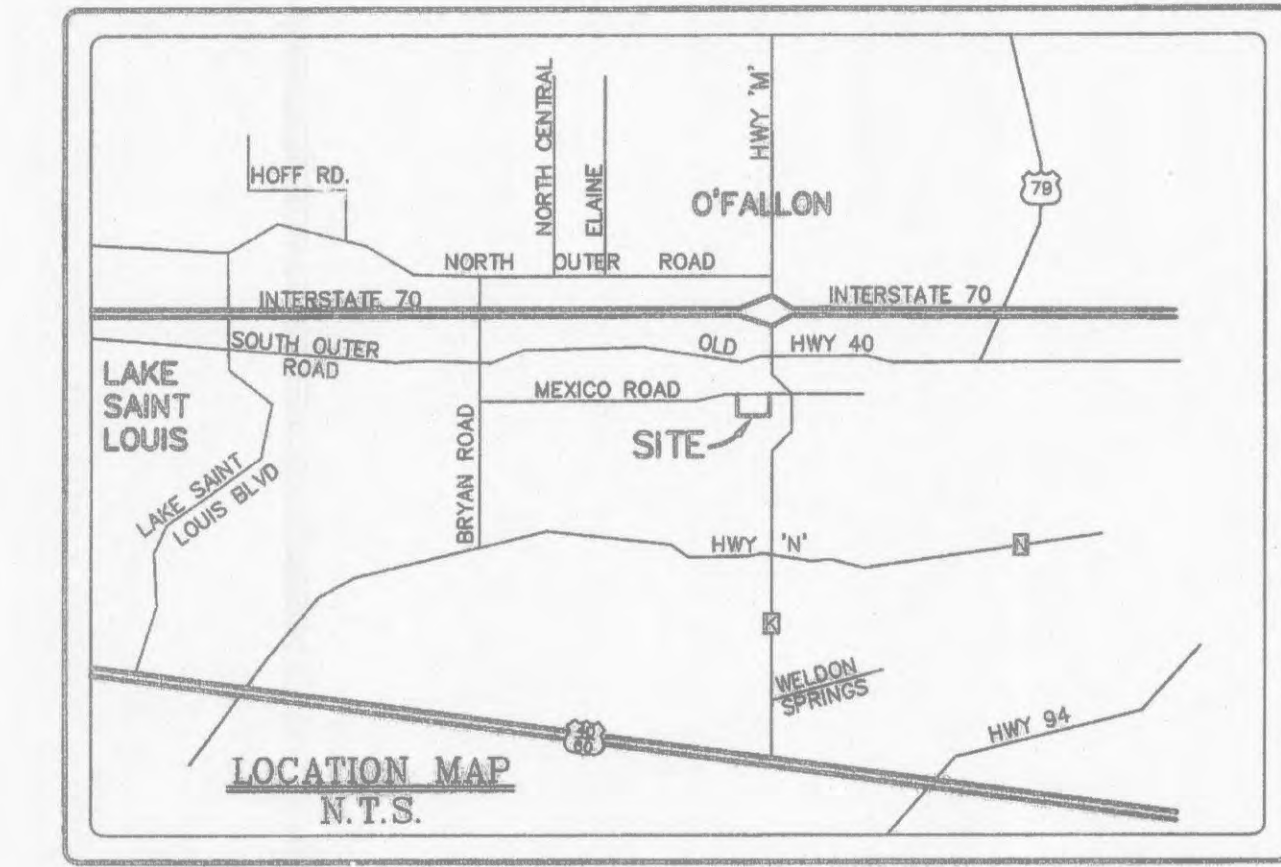 HOFF RD.
NORTH CENTRAL
ELAINE
HWY 'M'
O'FALLON
79
NORTH OUTER ROAD
INTERSTATE 70
INTERSTATE 70
SOUTH OUTER
ROAD
OLD HWY 40
LAKE
SAINT
LOUIS
MEXICO ROAD
SITE
BRYAN ROAD
LAKE SAINT
LOUIS BLVD
HWY 'N'
N
K
WELDON
SPRINGS
HWY 94
40
60
LOCATION MAP
N.T.S.